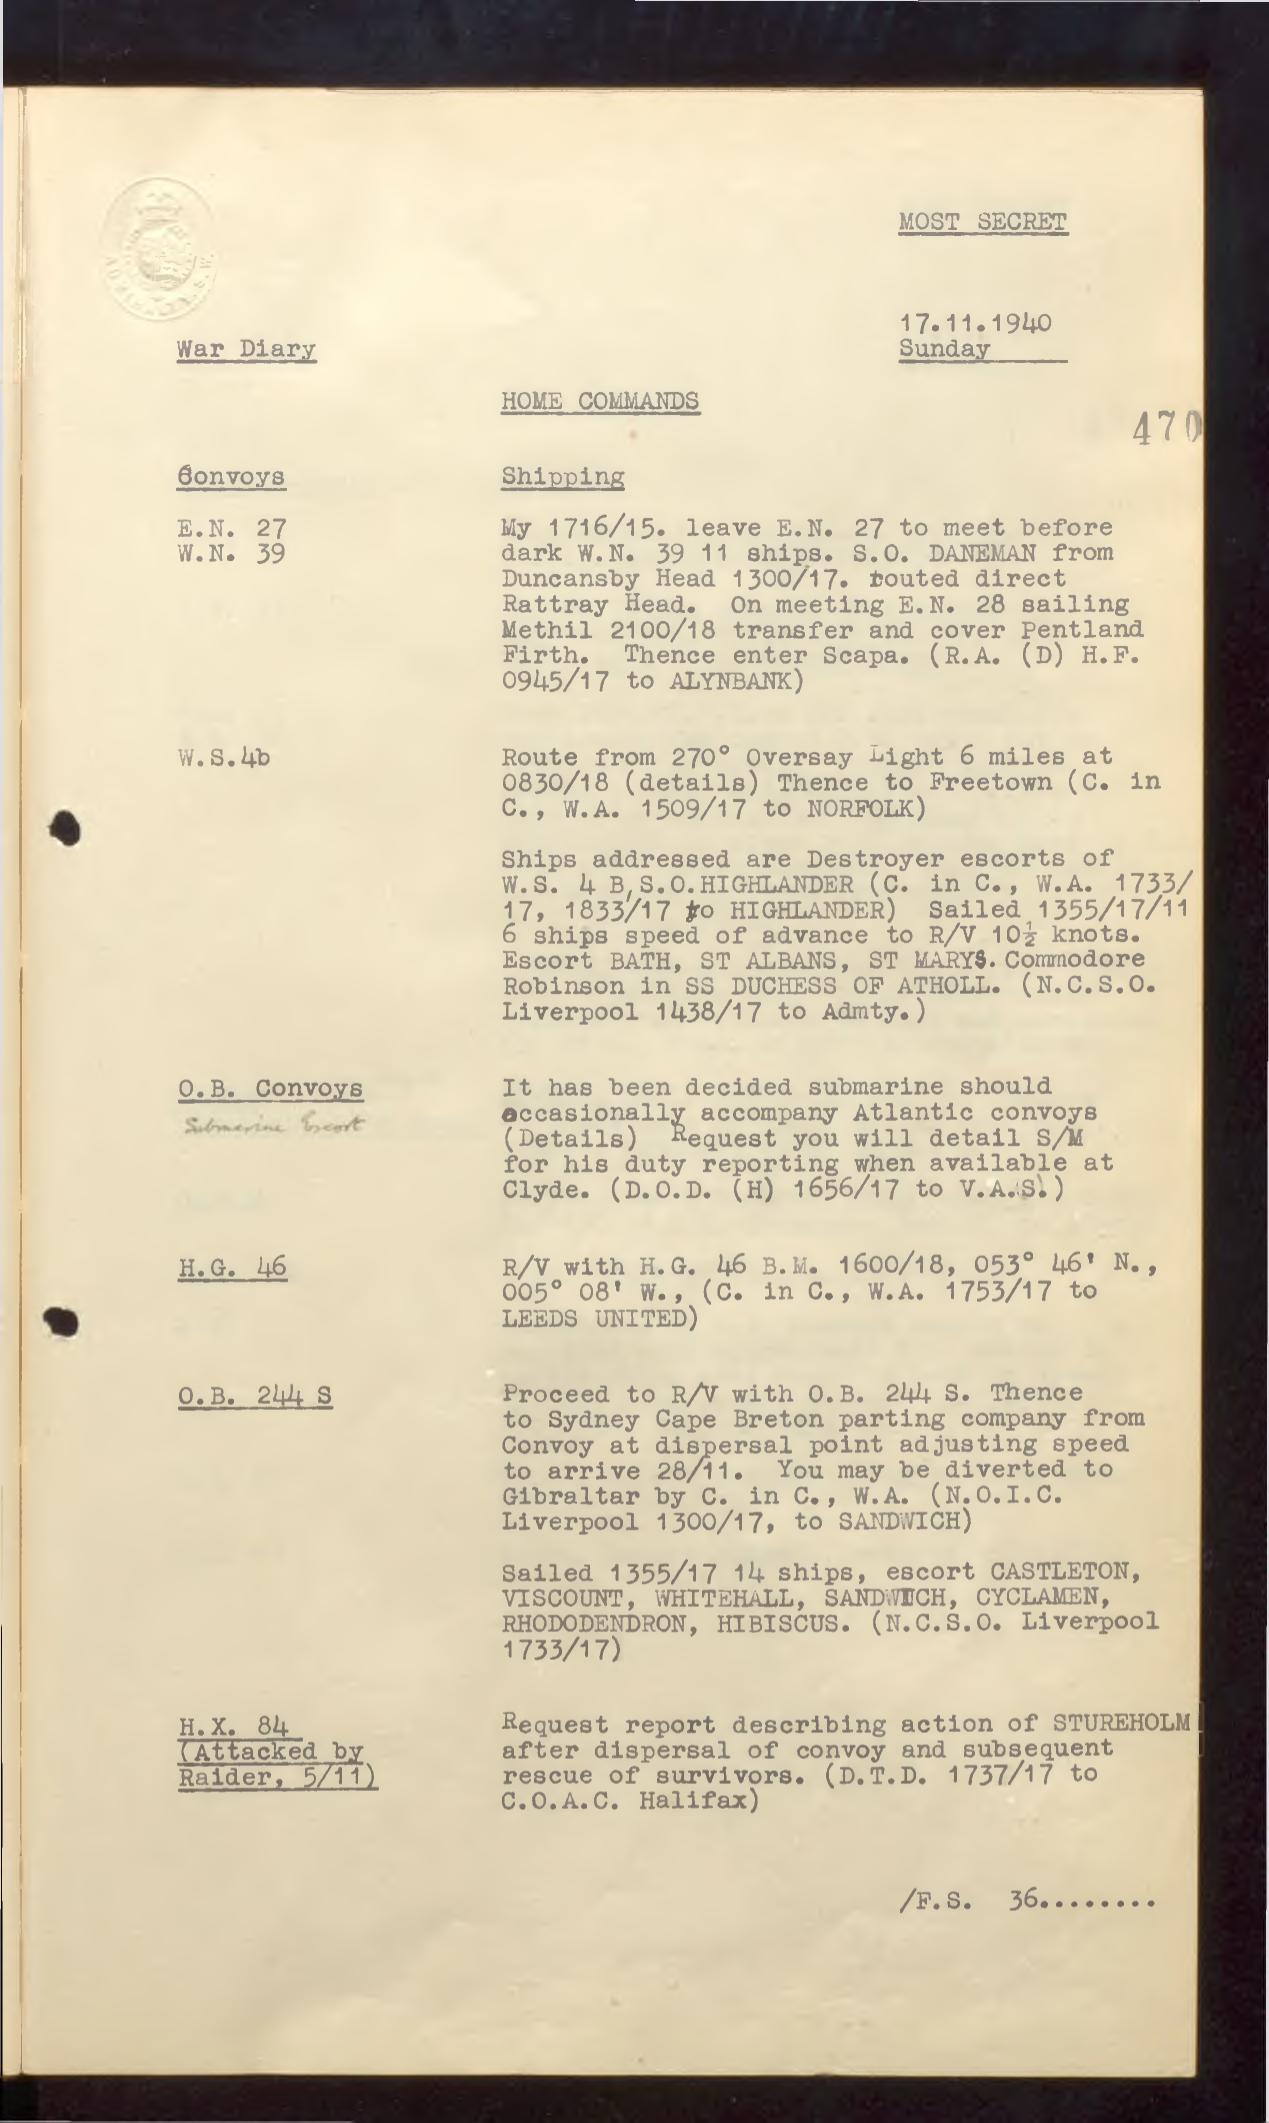 MOST SECRET
17.11.1940
War Diary
Sunday
HOME COMMANDS
470
Convoys
Shipping
E.N. 27
W.N. 39
My 1716/15. leave E.N. 27 to meet before
dark W.N. 39 11 ships. S.O. DANEMAN from
Duncansby Head 1300/17. routed direct
Rattray Head. On meeting E.N. 28 sailing
Methil 2100/18 transfer and cover Pentland
Firth. Thence enter Scapa. (R.A. (D) H.F.
0945/17 to ALYNBANK)
W.S.4b
Route from 270° Oversay Light 6 miles at
0830/18 (details) Thence to Freetown (C. in
C., W.A. 1509/17 to NORFOLK)
Ships addressed are Destroyer escorts of
W.S. 4 B,S.O.HIGHLANDER (C. in C., W.A. 1733/
17, 1833/17 to HIGHLANDER) Sailed 1355/17/11
6 ships speed of advance to R/V 10½ knots.
Escort BATH, ST ALBANS, ST MARYS. Commodore
Robinson in SS DUCHESS OF ATHOLL. (N.C.S.O.
Liverpool 1438/17 to Admty.)
O.B. Convoys
Submarine Escort
It has been decided submarine should
occasionally accompany Atlantic convoys
(Details) Request you will detail S/M
for his duty reporting when available at
Clyde. (D.O.D. (H) 1656/17 to V.A.S.)
H.G. 46
R/V with H.G. 46 B.M. 1600/18, 053° 46' N.,
005° 08' W., (C. in C., W.A. 1753/17 to
LEEDS UNITED)
O.B. 244 S
Proceed to R/V with O.B. 244 S. Thence
to Sydney Cape Breton parting company from
Convoy at dispersal point adjusting speed
to arrive 28/11. You may be diverted to
Gibraltar by C. in C., W.A. (N.O.I.C.
Liverpool 1300/17, to SANDWICH)
Sailed 1355/17 14 ships, escort CASTLETON,
VISCOUNT, WHITEHALL, SANDWICH, CYCLAMEN,
RHODODENDRON, HIBISCUS. (N.C.S.O. Liverpool
1733/17)
H.X. 84
(Attacked by
Raider, 5/11)
Request report describing action of STUREHOLM
after dispersal of convoy and subsequent
rescue of survivors. (D.T.D. 1737/17 to
C.O.A.C. Halifax)
/F.S. 36........